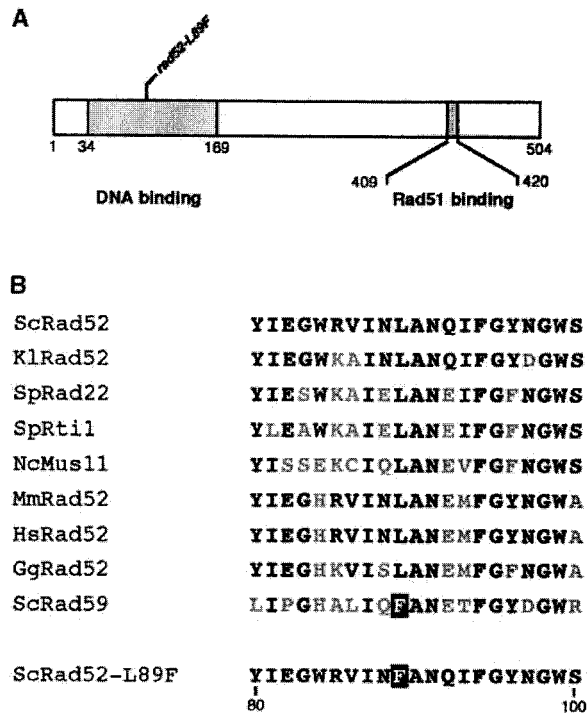 A
rad52-L89F
1 34 169 504
409 420
DNA binding Rad51 binding
B
ScRad52 YIEGWRVINLANQIFGYNGWS
KlRad52 YIEGWKAINLANQIFGYDGWS
SpRad22 YIESWKAIELANEIFGFNGWS
SpRti1 YLEAWKAIELANEIFGFNGWS
NcMus11 YISSEKCIQLANEVFGFNGWS
MmRad52 YIEGHRVINLANEMFGYNGWA
HsRad52 YIEGHRVINLANEMFGYNGWA
GgRad52 YIEGHKVISLANEMFGFNGWA
ScRad59 LIPGHALIQFANETFGYDGWR
ScRad52-L89F YIEGWRVINFANQIFGYNGWS
80 100